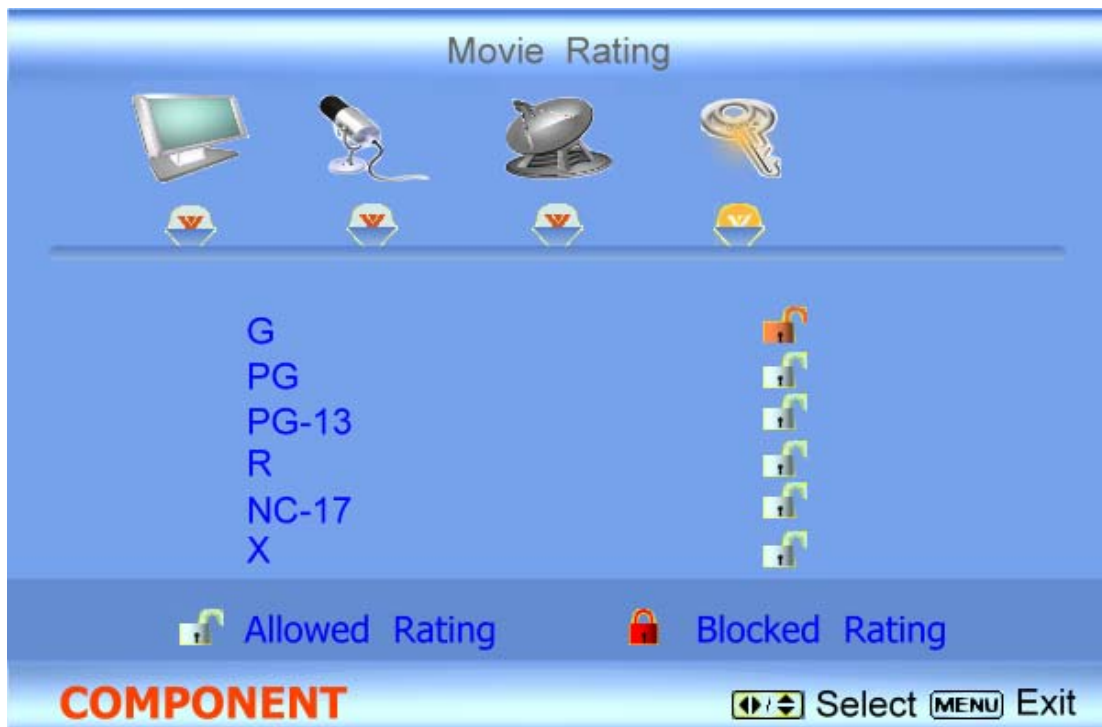 Movie Rating
G
PG
PG-13
R
NC-17
X
Allowed Rating Blocked Rating
COMPONENT Select MENU Exit